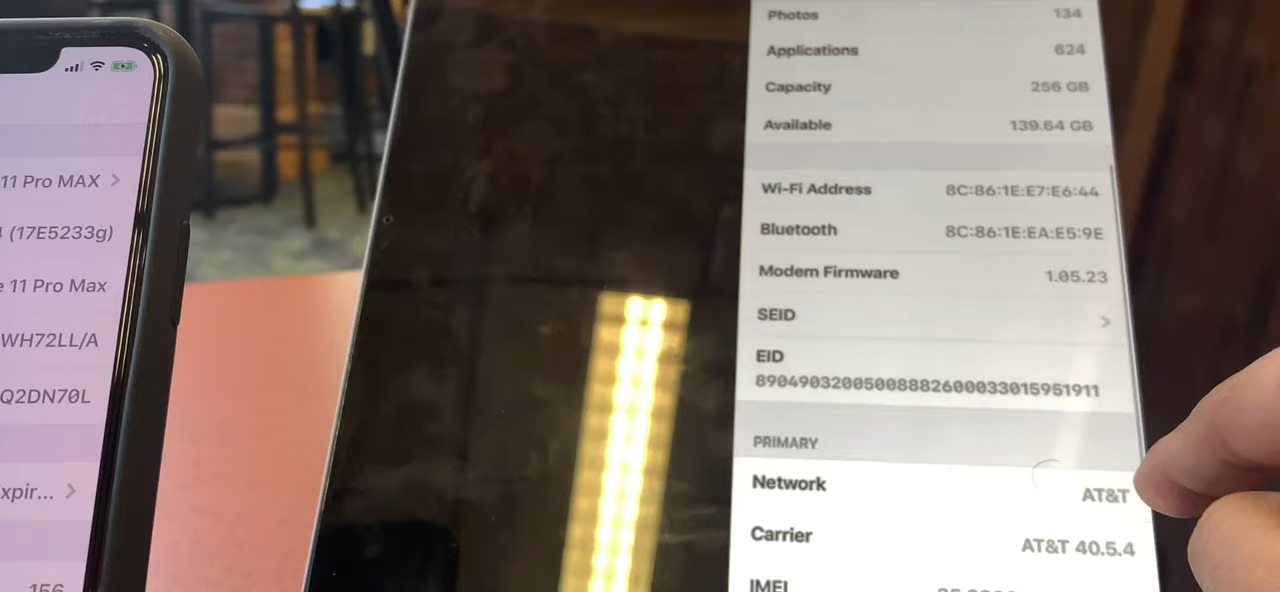 11 Pro MAX
(17E5233g)
11 Pro Max
WH72LL/A
Q2DN70L
xpir...
156
Photos 134
Applications 624
Capacity 256 GB
Available 139.64 GB
Wi-Fi Address 8C:86:1E:E7:E6:44
Bluetooth 8C:86:1E:EA:E5:9E
Modem Firmware 1.05.23
SEID
EID
89049032005008882600033015951911
PRIMARY
Network AT&T
Carrier AT&T 40.5.4
IMEI